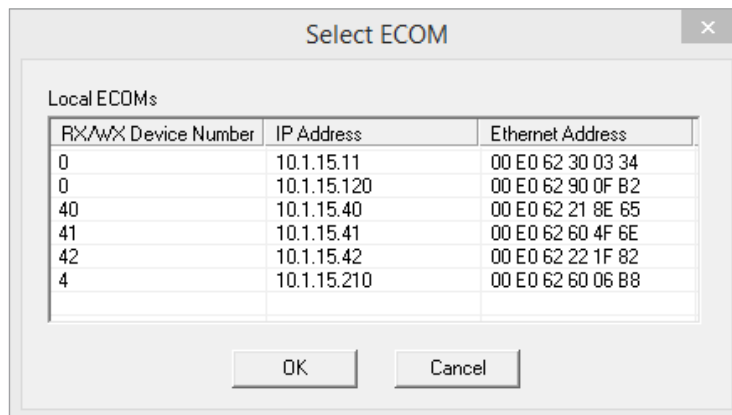 Select ECOM
Local ECOMs
RX/WX Device Number IP Address Ethernet Address
0 10.1.15.11 00 E0 62 30 03 34
0 10.1.15.120 00 E0 62 90 0F B2
40 10.1.15.40 00 E0 62 21 8E 65
41 10.1.15.41 00 E0 62 60 4F 6E
42 10.1.15.42 00 E0 62 22 1F 82
4 10.1.15.210 00 E0 62 60 06 B8
OK Cancel